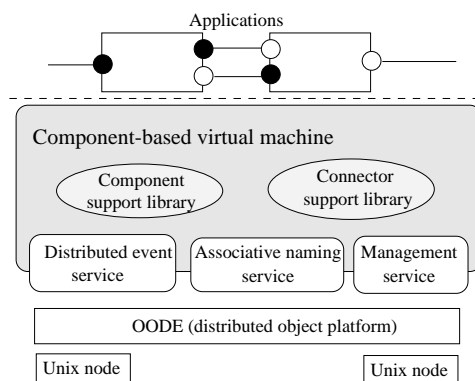 Applications
Component-based virtual machine
Component
support library
Connector
support library
Distributed event
service
Associative naming
service
Management
service
OODE (distributed object platform)
Unix node
Unix node